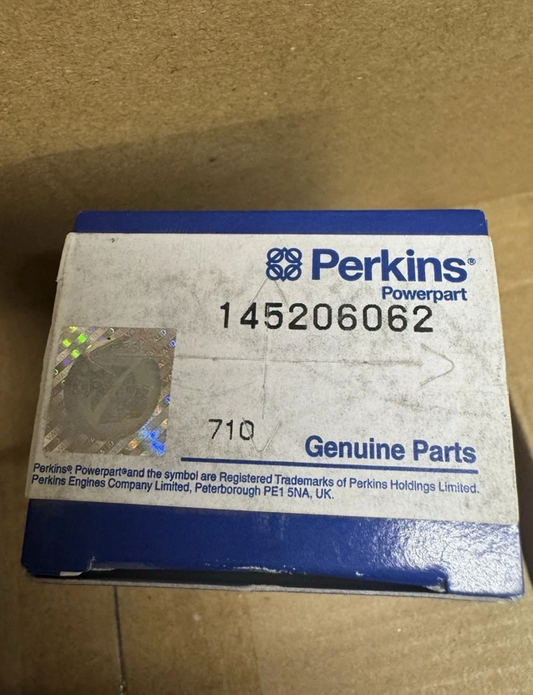 Perkins®
Powerpart
145206062
710
Genuine Parts
Perkins® Powerpart®and the symbol are Registered Trademarks of Perkins Holdings Limited.
Perkins Engines Company Limited, Peterborough PE1 5NA, UK.